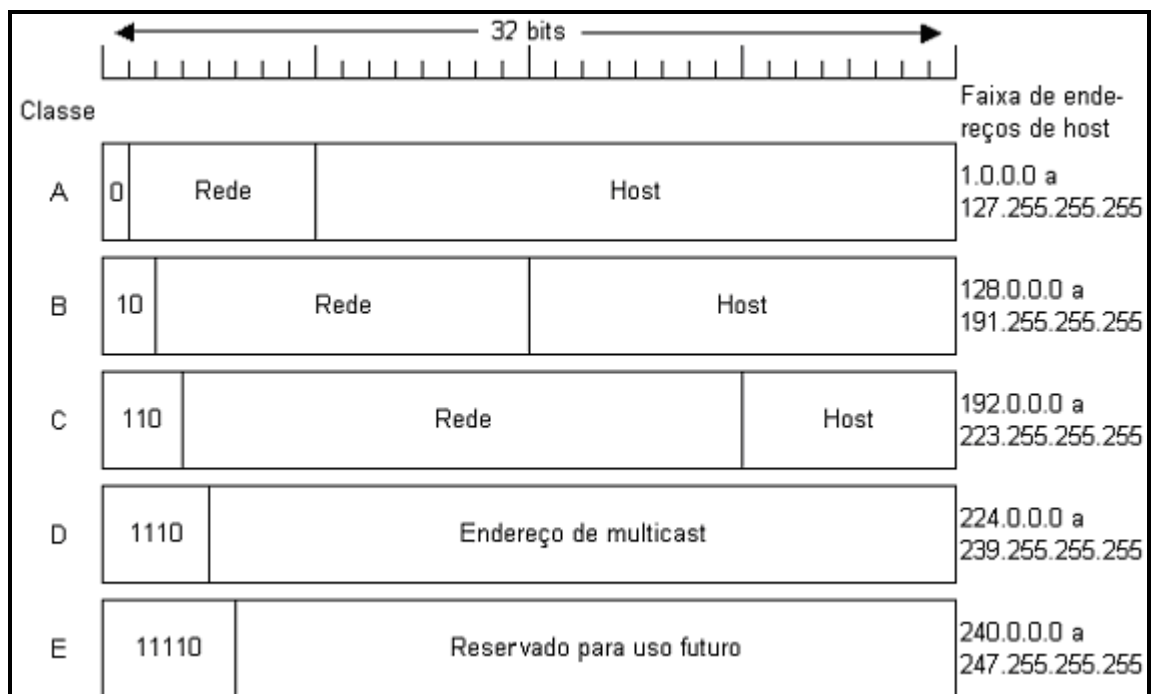 32 bits
Classe
Faixa de ende-
reços de host
A
0
Rede
Host
1.0.0.0 a
127.255.255.255
B
10
Rede
Host
128.0.0.0 a
191.255.255.255
C
110
Rede
Host
192.0.0.0 a
223.255.255.255
D
1110
Endereço de multicast
224.0.0.0 a
239.255.255.255
E
11110
Reservado para uso futuro
240.0.0.0 a
247.255.255.255